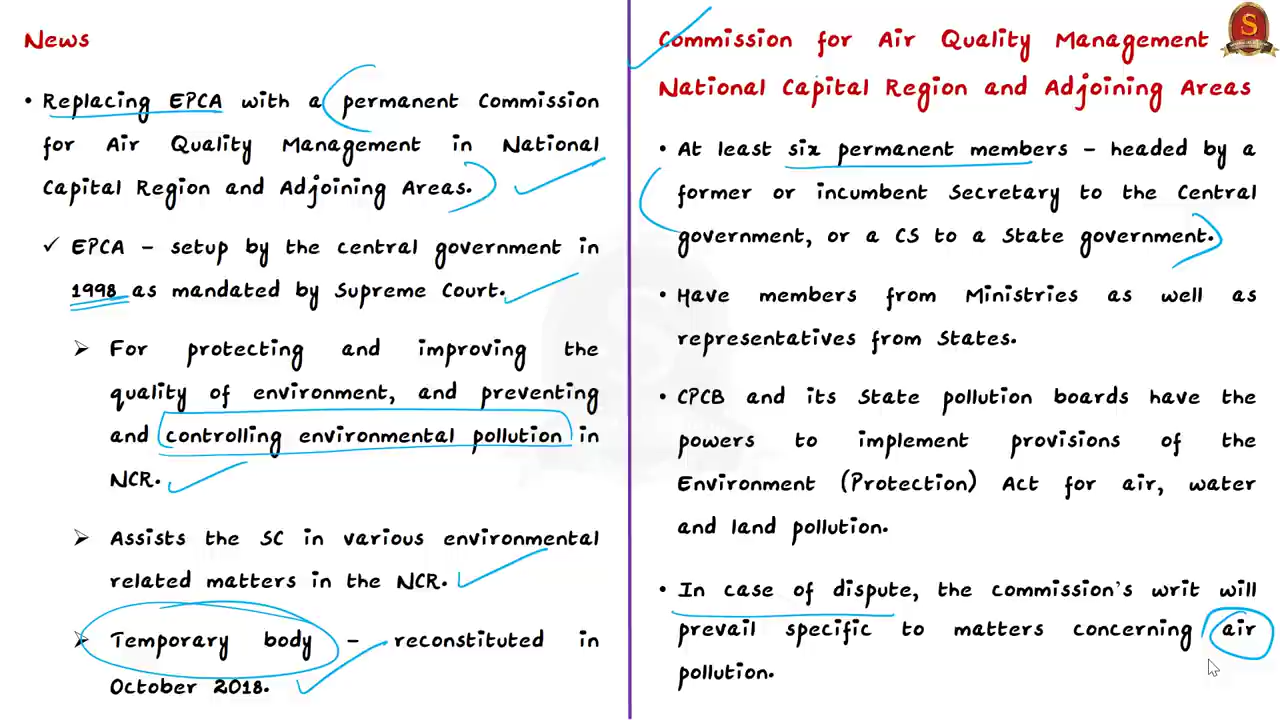 News
• Replacing EPCA with a permanent Commission
for Air Quality Management in National
Capital Region and Adjoining Areas.
✓ EPCA – setup by the central government in
1998 as mandated by Supreme Court.
➢ For protecting and improving the
quality of environment, and preventing
and controlling environmental pollution in
NCR.
➢ Assists the SC in various environmental
related matters in the NCR.
➢ Temporary body – reconstituted in
October 2018.
Commission for Air Quality Management
National Capital Region and Adjoining Areas
• At least six permanent members – headed by a
former or incumbent Secretary to the Central
government, or a CS to a State government.
• Have members from Ministries as well as
representatives from States.
• CPCB and its State pollution boards have the
powers to implement provisions of the
Environment (Protection) Act for air, water
and land pollution.
• In case of dispute, the commission's writ will
prevail specific to matters concerning air
pollution.
S